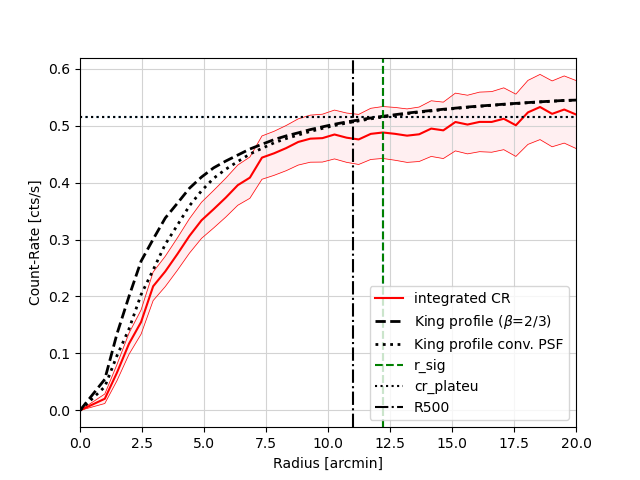 0.6
0.5
0.4
0.3
0.2
0.1
0.0
Count-Rate [cts/s]
integrated CR
King profile (β=2/3)
King profile conv. PSF
r_sig
cr_plateu
R500
0.0 2.5 5.0 7.5 10.0 12.5 15.0 17.5 20.0
Radius [arcmin]